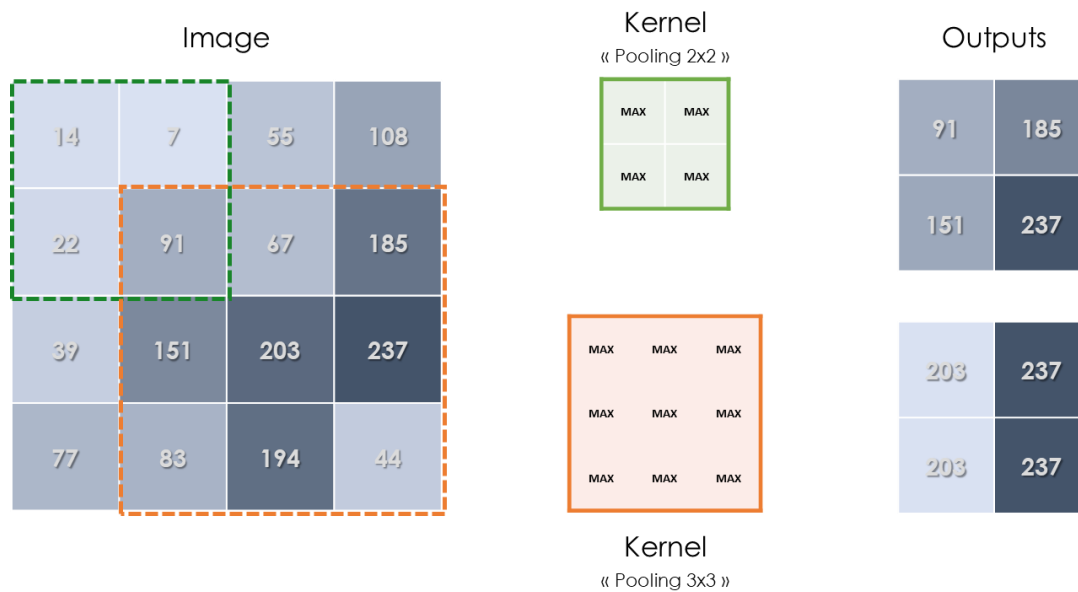 Image
Kernel
« Pooling 2x2 »
Outputs
14 7 55 108
22 91 67 185
39 151 203 237
77 83 194 44
MAX MAX
MAX MAX
MAX MAX MAX
MAX MAX MAX
MAX MAX MAX
Kernel
« Pooling 3x3 »
91 185
151 237
203 237
203 237